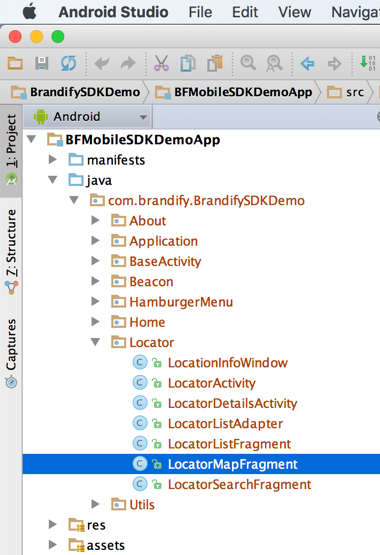 Android Studio File Edit View Navigat
BrandifySDKDemo BFMobileSDKDemoApp src
1: Project
Android
BFMobileSDKDemoApp
manifests
java
com.brandify.BrandifySDKDemo
About
Application
BaseActivity
Beacon
HamburgerMenu
Home
Locator
LocationInfoWindow
LocatorActivity
LocatorDetailsActivity
LocatorListAdapter
LocatorListFragment
LocatorMapFragment
LocatorSearchFragment
Utils
res
assets
Z: Structure
Captures